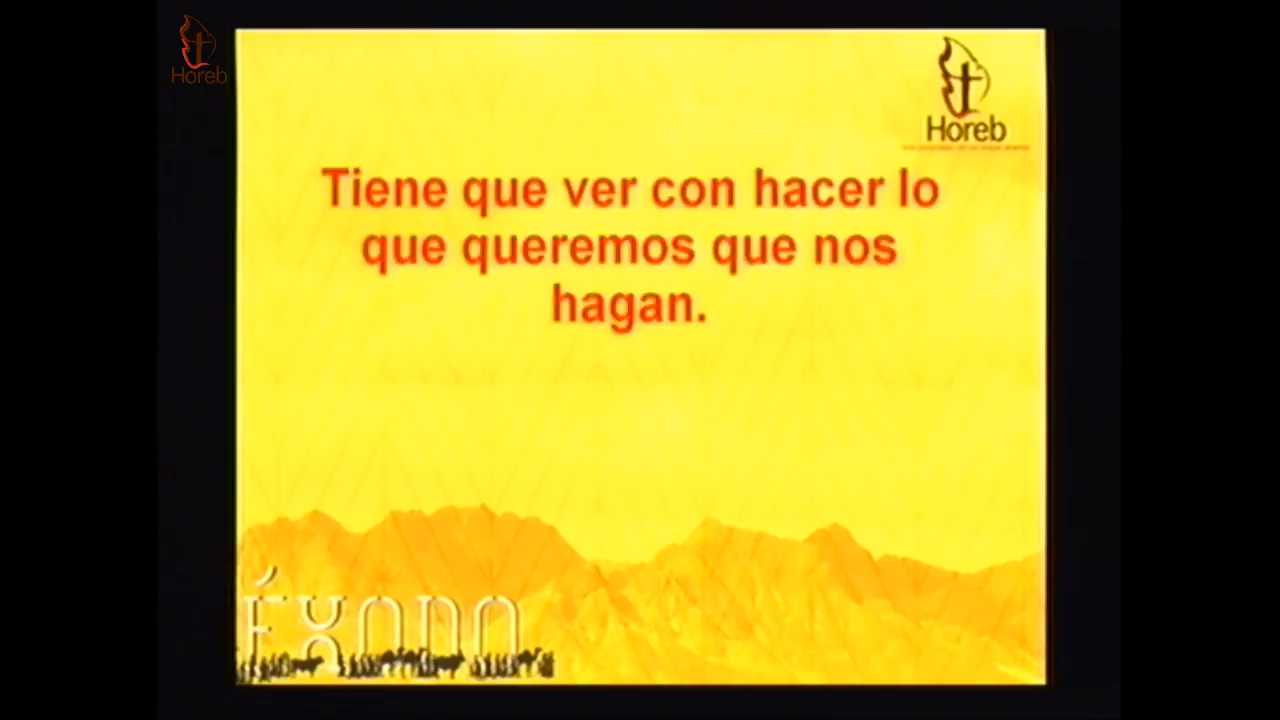 Horeb
Horeb
Tiene que ver con hacer lo
que queremos que nos
hagan.
ÉXODO